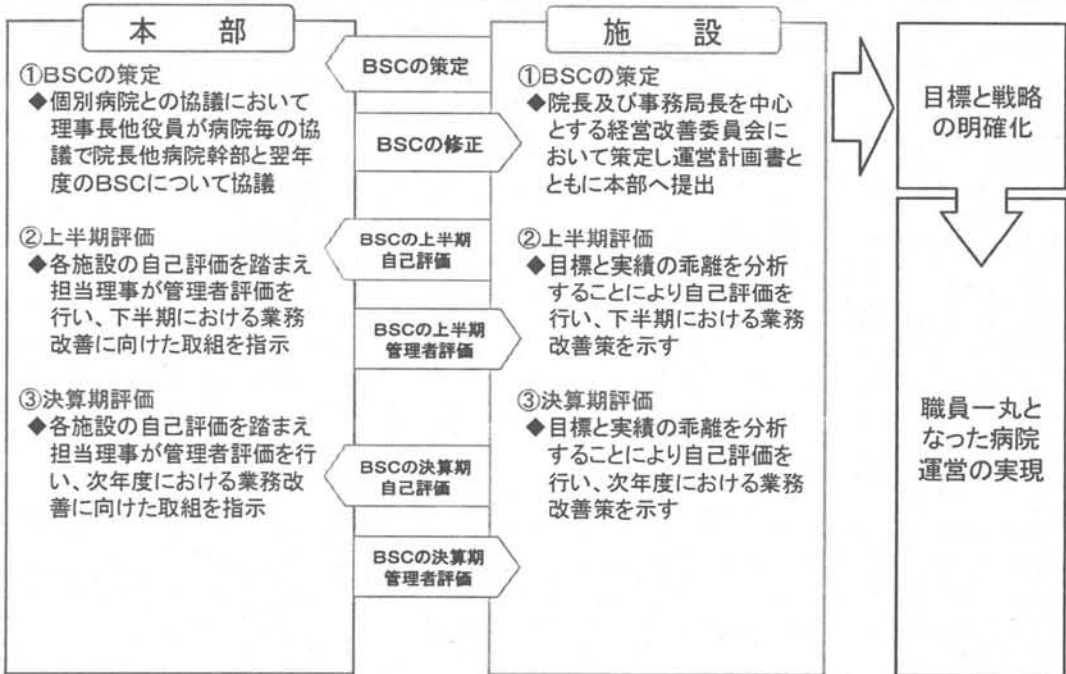 本　部
①BSCの策定
◆個別病院との協議において
理事長他役員が病院毎の協
議で院長他病院幹部と翌年
度のBSCについて協議
②上半期評価
◆各施設の自己評価を踏まえ
担当理事が管理者評価を
行い、下半期における業務
改善に向けた取組を指示
③決算期評価
◆各施設の自己評価を踏まえ
担当理事が管理者評価を行
い、次年度における業務改
善に向けた取組を指示
BSCの策定
BSCの修正
BSCの上半期
自己評価
BSCの上半期
管理者評価
BSCの決算期
自己評価
BSCの決算期
管理者評価
施　設
①BSCの策定
◆院長及び事務局長を中心
とする経営改善委員会に
おいて策定し運営計画書と
ともに本部へ提出
②上半期評価
◆目標と実績の乖離を分析
することにより自己評価を
行い、下半期における業務
改善策を示す
③決算期評価
◆目標と実績の乖離を分析
することにより自己評価を
行い、次年度における業務
改善策を示す
目標と戦略
の明確化
職員一丸と
なった病院
運営の実現